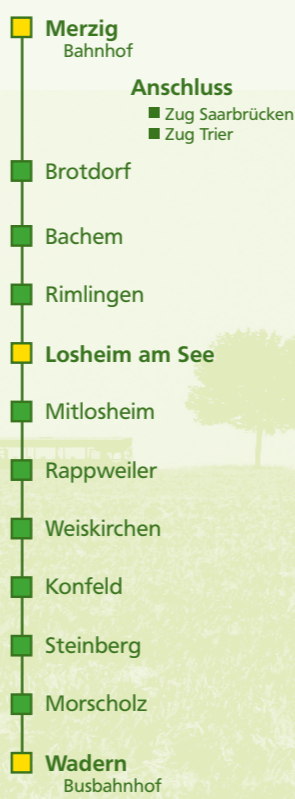 Merzig
Bahnhof
Anschluss
Zug Saarbrücken
Zug Trier
Brotdorf
Bachem
Rimlingen
Losheim am See
Mitlosheim
Rappweiler
Weiskirchen
Konfeld
Steinberg
Morscholz
Wadern
Busbahnhof